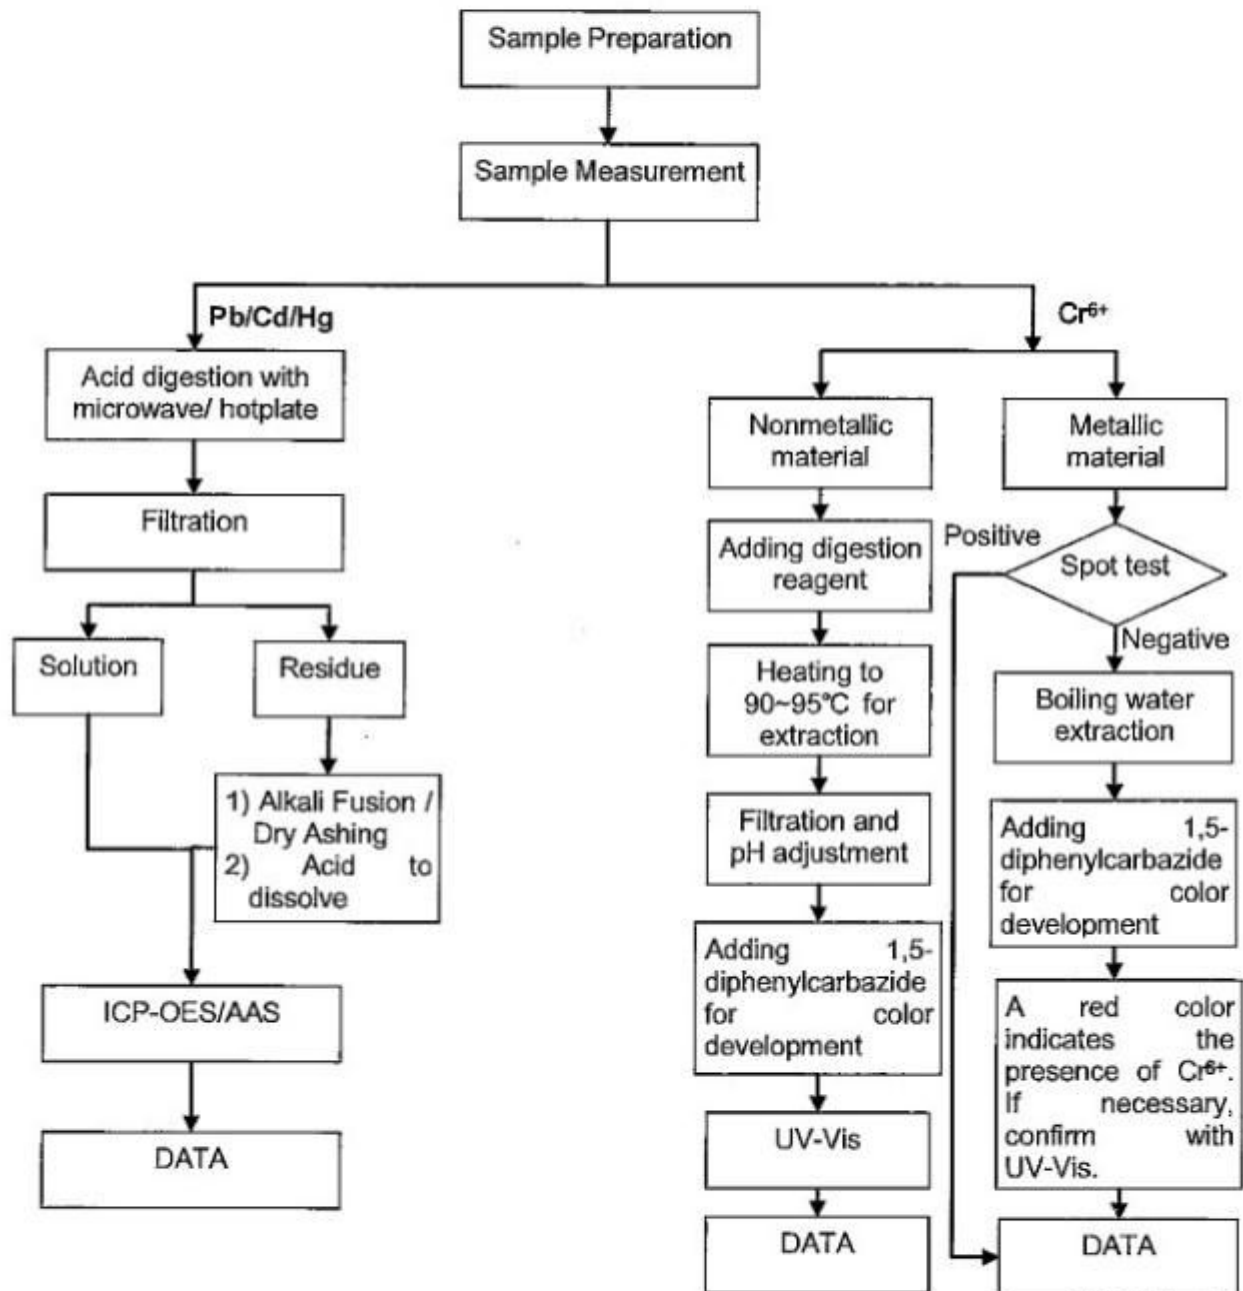 Sample Preparation
Sample Measurement
Pb/Cd/Hg
Cr⁶⁺
Acid digestion with
microwave/ hotplate
Filtration
Solution
Residue
1) Alkali Fusion /
Dry Ashing
2) Acid to
dissolve
ICP-OES/AAS
DATA
Nonmetallic
material
Adding digestion
reagent
Heating to
90~95℃ for
extraction
Filtration and
pH adjustment
Adding 1,5-
diphenylcarbazide
for color
development
UV-Vis
DATA
Metallic
material
Positive
Spot test
Negative
Boiling water
extraction
Adding 1,5-
diphenylcarbazide
for color
development
A red color
indicates the
presence of Cr⁶⁺.
If necessary,
confirm with
UV-Vis.
DATA